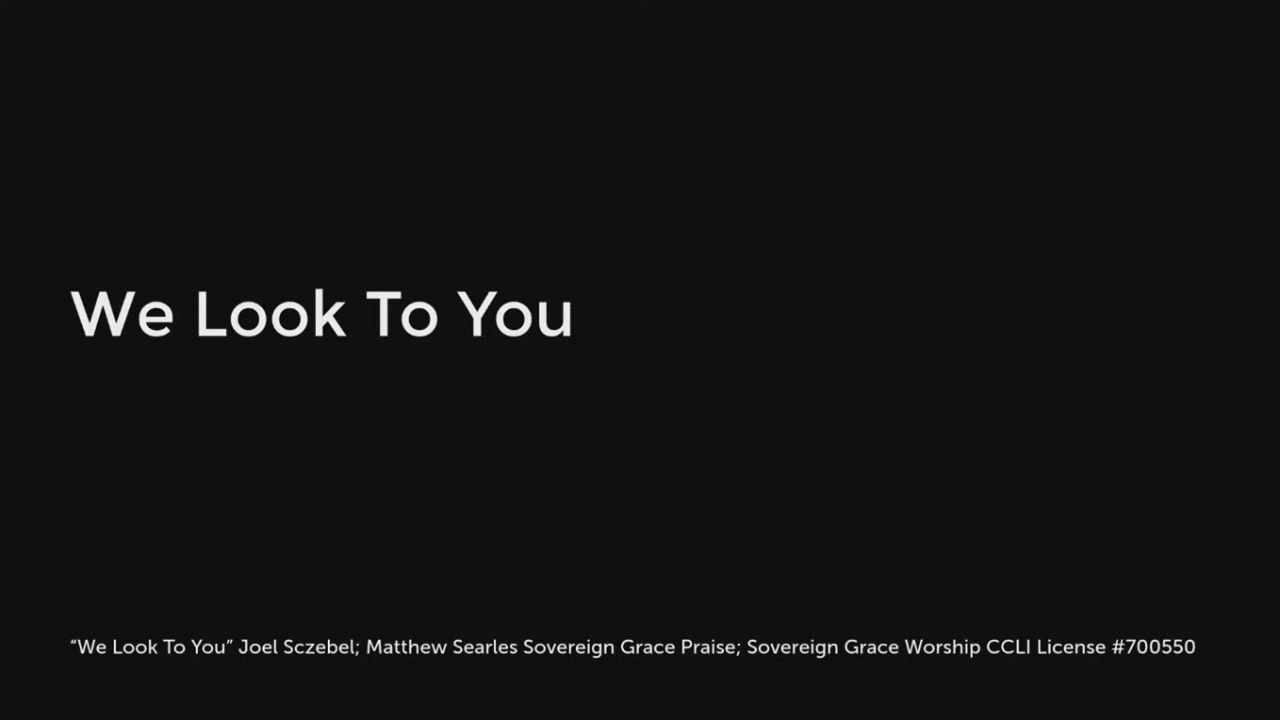 We Look To You
“We Look To You” Joel Sczebel; Matthew Searles Sovereign Grace Praise; Sovereign Grace Worship CCLI License #700550